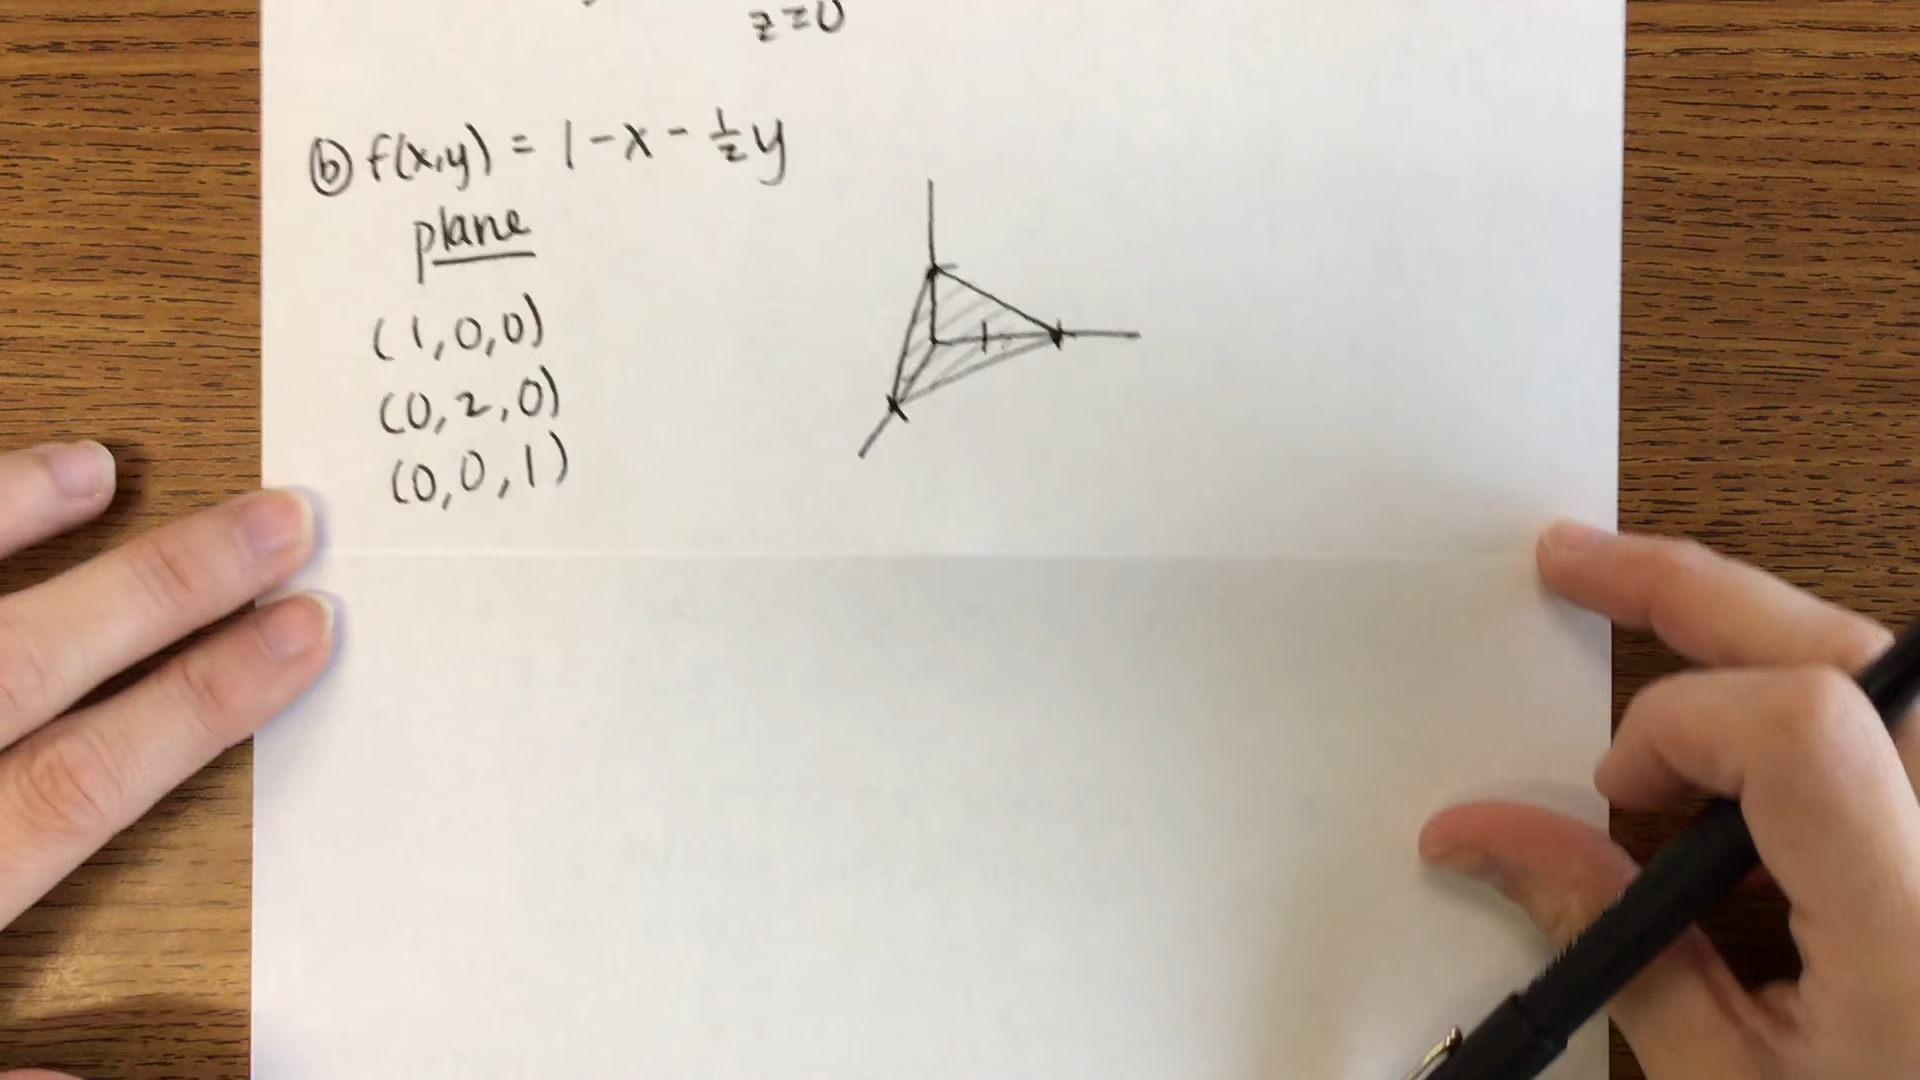 z=0
ⓑ f(x,y) = 1-x-½y
plane
(1,0,0)
(0,2,0)
(0,0,1)